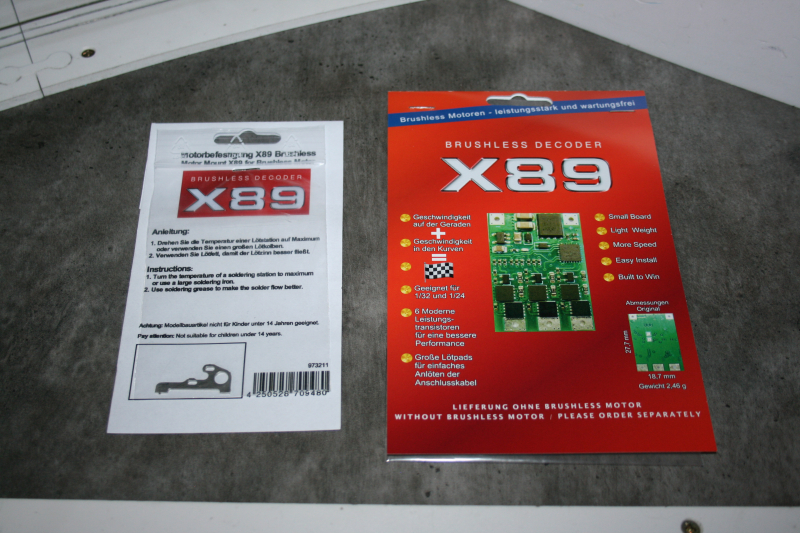 Motorbefestigung X89 Brushless
Motor Mount X89 for Brushless Motor
BRUSHLESS DECODER
X89
Anleitung:
1. Drehen Sie die Temperatur einer Lötstation auf Maximum
oder verwenden Sie einen großen Lötkolben.
2. Verwenden Sie Lötfett, damit der Lötzinn besser fließt.
Instructions:
1. Turn the temperature of a soldering station to maximum
or use a large soldering iron.
2. Use soldering grease to make the solder flow better.
Achtung: Modellbauartikel nicht für Kinder unter 14 Jahren geeignet.
Pay attention: Not suitable for children under 14 years.
973211
4 250528 709480
Brushless Motoren - leistungsstark und wartungsfrei
BRUSHLESS DECODER
X89
Geschwindigkeit
auf der Geraden
+
Geschwindigkeit
in den Kurven
=
Geeignet für
1/32 und 1/24
6 Moderne
Leistungs-
transistoren
für eine bessere
Performance
Große Lötpads
für einfaches
Anlöten der
Anschlusskabel
Small Board
Light Weight
More Speed
Easy Install
Built to Win
Abmessungen
Original
27.7 mm
18.7 mm
Gewicht 2,46 g
LIEFERUNG OHNE BRUSHLESS MOTOR
WITHOUT BRUSHLESS MOTOR / PLEASE ORDER SEPARATELY